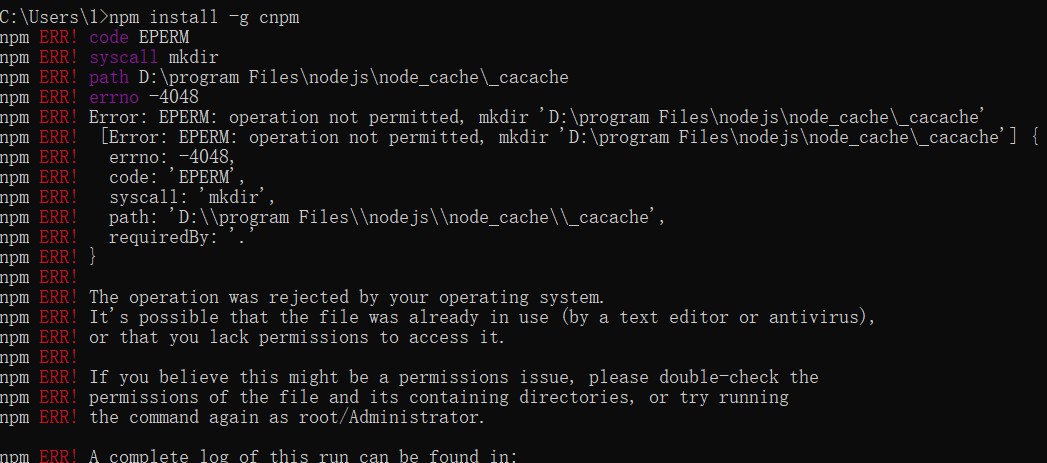 C:\Users\l>npm install -g cnpm
npm ERR! code EPERM
npm ERR! syscall mkdir
npm ERR! path D:\program Files\nodejs\node_cache\_cacache
npm ERR! errno -4048
npm ERR! Error: EPERM: operation not permitted, mkdir 'D:\program Files\nodejs\node_cache\_cacache'
npm ERR!  [Error: EPERM: operation not permitted, mkdir 'D:\program Files\nodejs\node_cache\_cacache'] {
npm ERR!   errno: -4048,
npm ERR!   code: 'EPERM',
npm ERR!   syscall: 'mkdir',
npm ERR!   path: 'D:\\program Files\\nodejs\\node_cache\\_cacache',
npm ERR!   requiredBy: '.'
npm ERR! }
npm ERR!
npm ERR! The operation was rejected by your operating system.
npm ERR! It's possible that the file was already in use (by a text editor or antivirus),
npm ERR! or that you lack permissions to access it.
npm ERR!
npm ERR! If you believe this might be a permissions issue, please double-check the
npm ERR! permissions of the file and its containing directories, or try running
npm ERR! the command again as root/Administrator.
npm ERR! A complete log of this run can be found in: